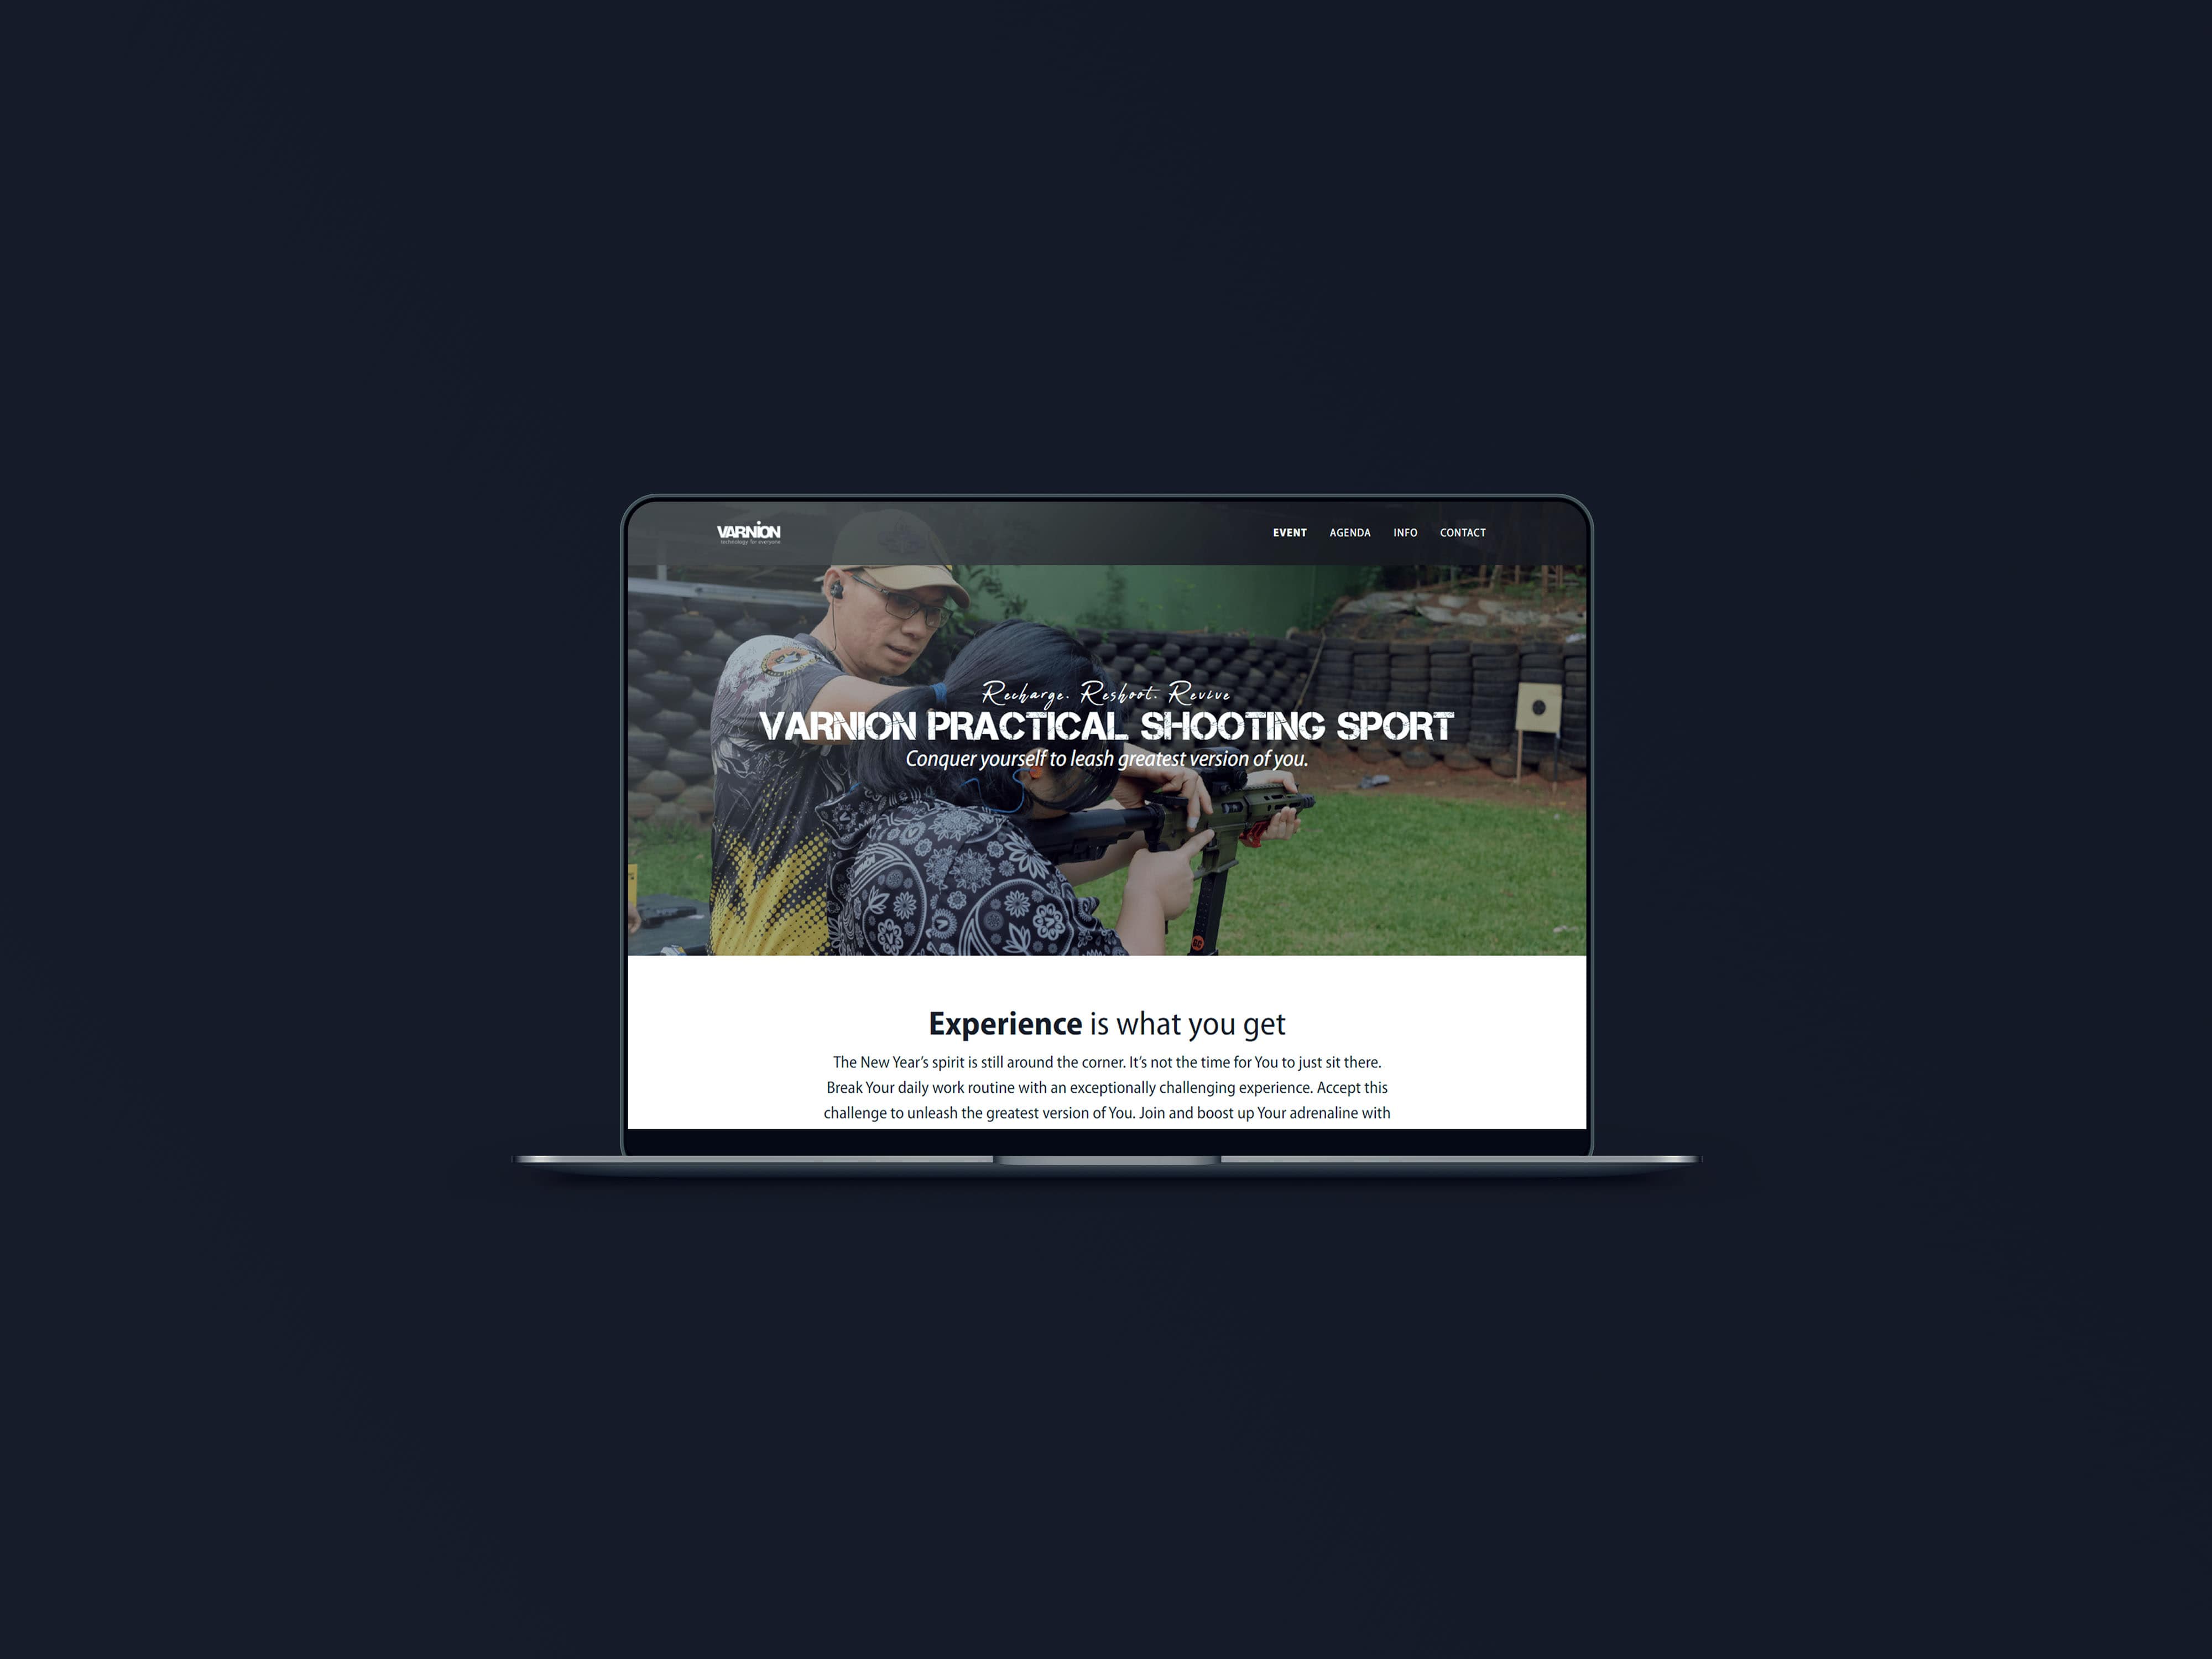 VARNION
technology for everyone
EVENT AGENDA INFO CONTACT
Recharge. Reshoot. Revive
VARNION PRACTICAL SHOOTING SPORT
Conquer yourself to leash greatest version of you.
Experience is what you get
The New Year’s spirit is still around the corner. It’s not the time for You to just sit there.
Break Your daily work routine with an exceptionally challenging experience. Accept this
challenge to unleash the greatest version of You. Join and boost up Your adrenaline with